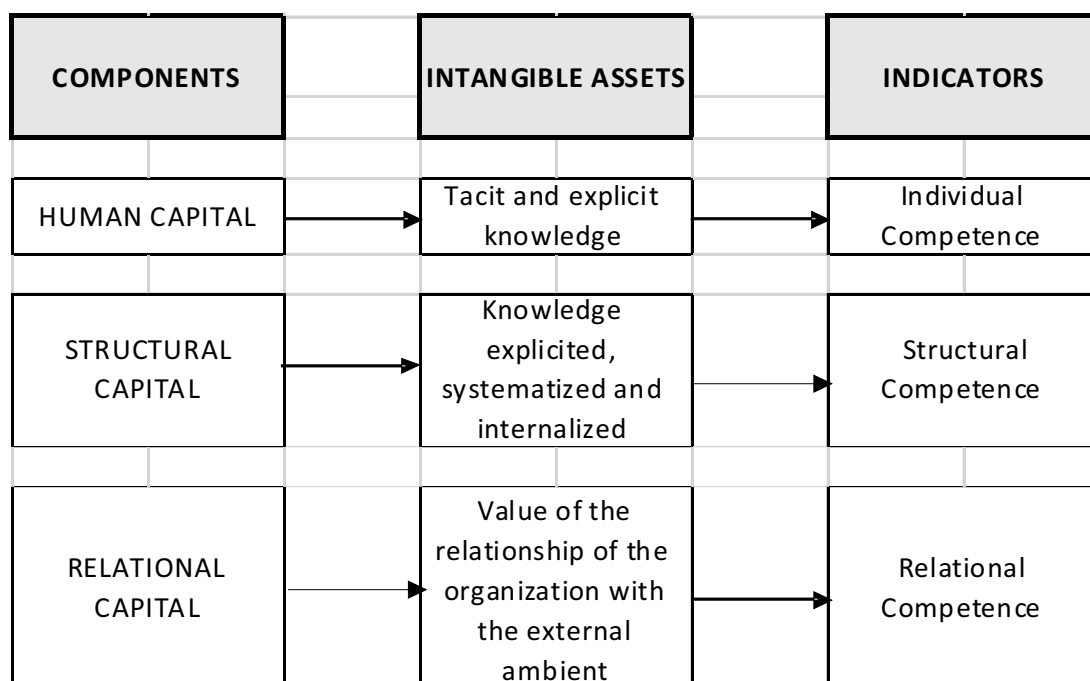 COMPONENTS
INTANGIBLE ASSETS
INDICATORS
HUMAN CAPITAL
Tacit and explicit
knowledge
Individual
Competence
STRUCTURAL
CAPITAL
Knowledge
explicited,
systematized and
internalized
Structural
Competence
RELATIONAL
CAPITAL
Value of the
relationship of the
organization with
the external
ambient
Relational
Competence